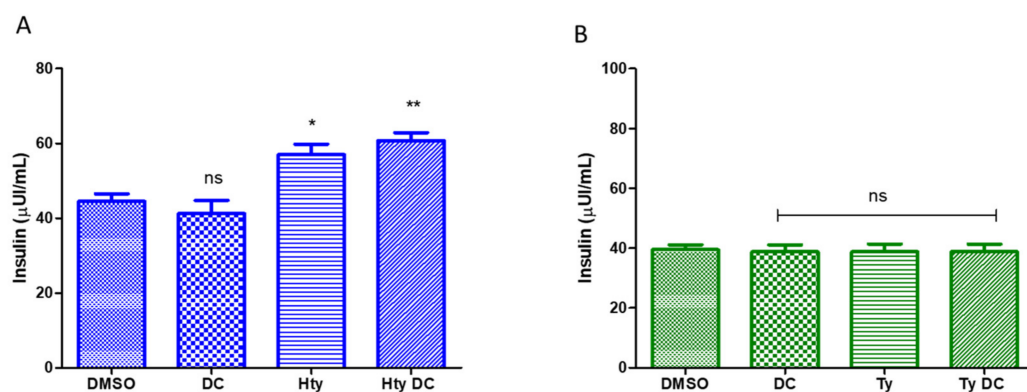 A
Insulin (µUI/mL)
80
60
40
20
0
ns
*
**
DMSO DC Hty Hty DC
B
Insulin (µUI/mL)
100
80
60
40
20
0
ns
DMSO DC Ty Ty DC